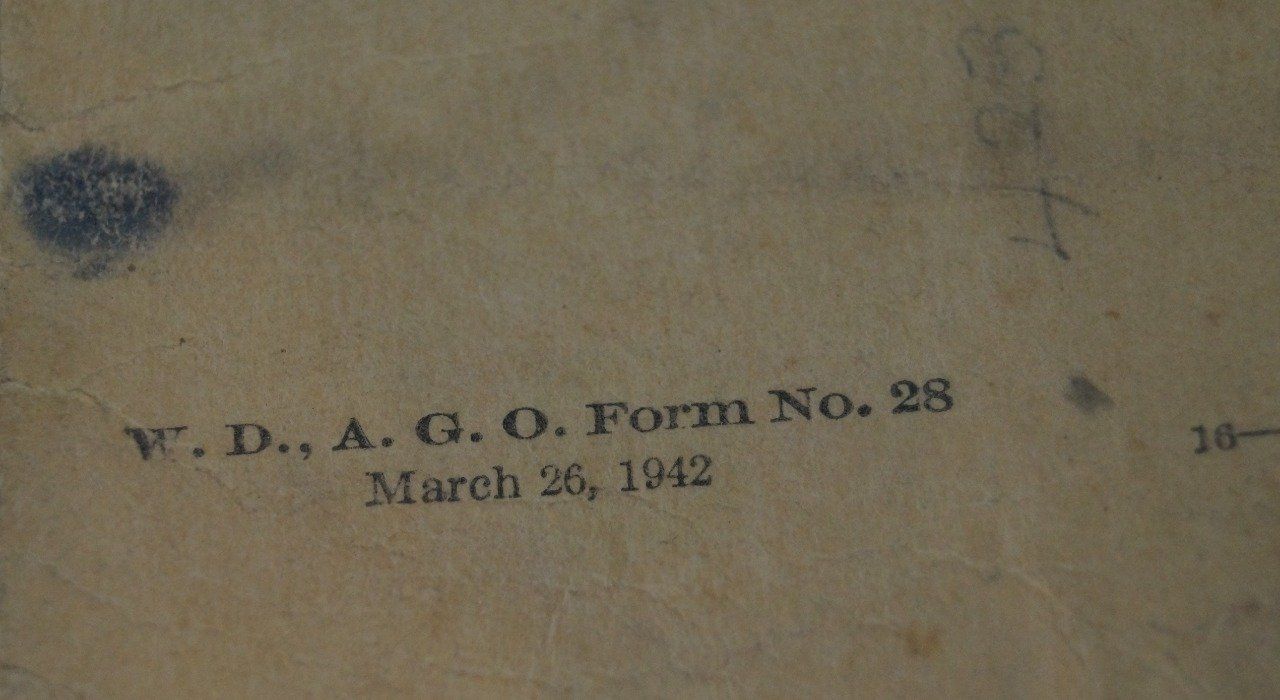 W. D., A. G. O. Form No. 28
March 26, 1942
16—